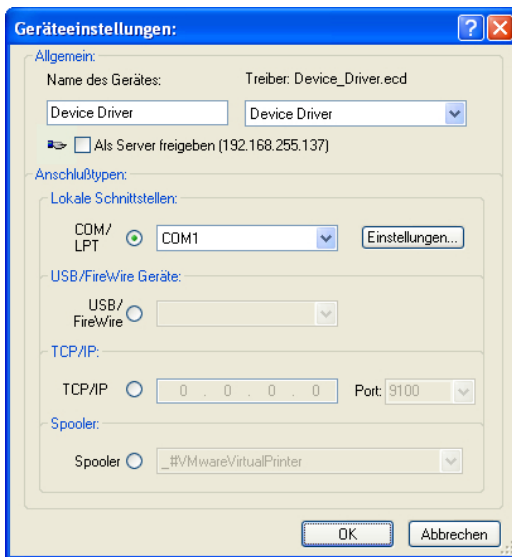 Geräteeinstellungen:
Allgemein:
Name des Gerätes: Treiber: Device_Driver.ecd
Device Driver Device Driver
Als Server freigeben (192.168.255.137)
Anschlußtypen:
Lokale Schnittstellen:
COM/
LPT COM1 Einstellungen...
USB/FireWire Geräte:
USB/
FireWire
TCP/IP:
TCP/IP 0 . 0 . 0 . 0 Port: 9100
Spooler:
Spooler _#VMwareVirtualPrinter
OK Abbrechen